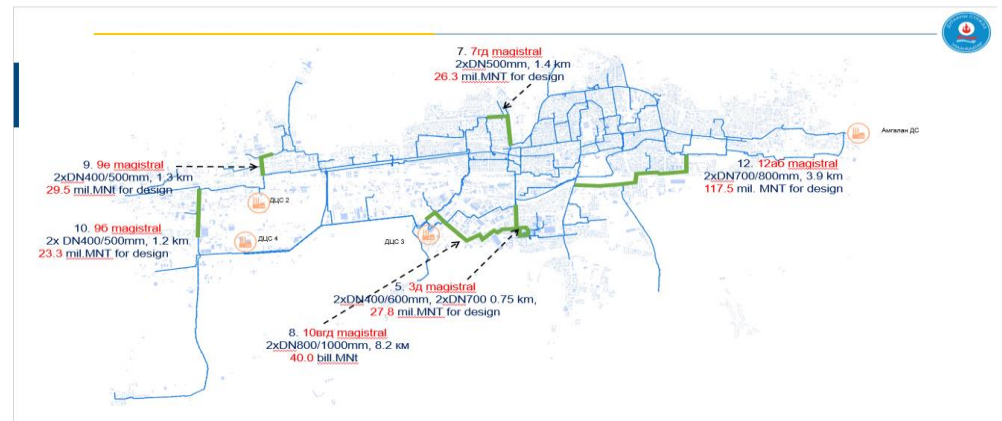 7. 7гд magistral
2xDN500mm, 1.4 km
26.3 mil.MNT for design
Амгалан ДС
9. 9е magistral
2xDN400/500mm, 1.3 km
29.5 mil.MNt for design
12. 12аб magistral
2xDN700/800mm, 3.9 km
117.5 mil. MNT for design
ДЦС 2
10. 9б magistral
2x DN400/500mm, 1.2 km
23.3 mil.MNT for design
ДЦС 4
ДЦС 3
5. 3д magistral
2xDN400/600mm, 2xDN700 0.75 km,
27.8 mil.MNT for design
8. 10вгд magistral
2xDN800/1000mm, 8.2 км
40.0 bill.MNt